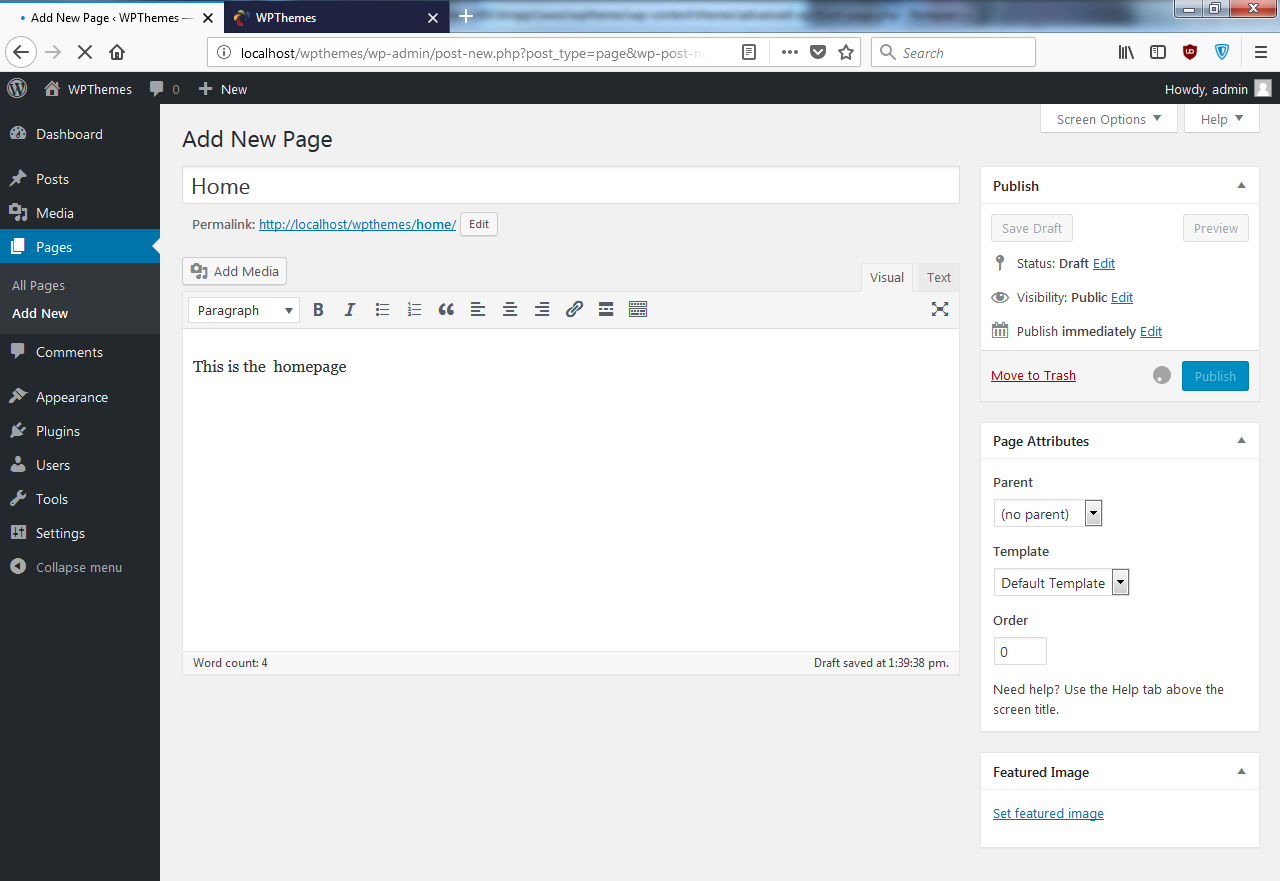 Add New Page ‹ WPThemes —
WPThemes
localhost/wpthemes/wp-admin/post-new.php?post_type=page&wp-post-n
Search
WPThemes
0
New
Howdy, admin
Dashboard
Posts
Media
Pages
All Pages
Add New
Comments
Appearance
Plugins
Users
Tools
Settings
Collapse menu
Screen Options
Help
Add New Page
Home
Permalink: http://localhost/wpthemes/home/ Edit
Add Media
Visual Text
Paragraph B I
This is the  homepage
Word count: 4
Draft saved at 1:39:38 pm.
Publish
Save Draft
Preview
Status: Draft Edit
Visibility: Public Edit
Publish immediately Edit
Move to Trash
Publish
Page Attributes
Parent
(no parent)
Template
Default Template
Order
0
Need help? Use the Help tab above the
screen title.
Featured Image
Set featured image